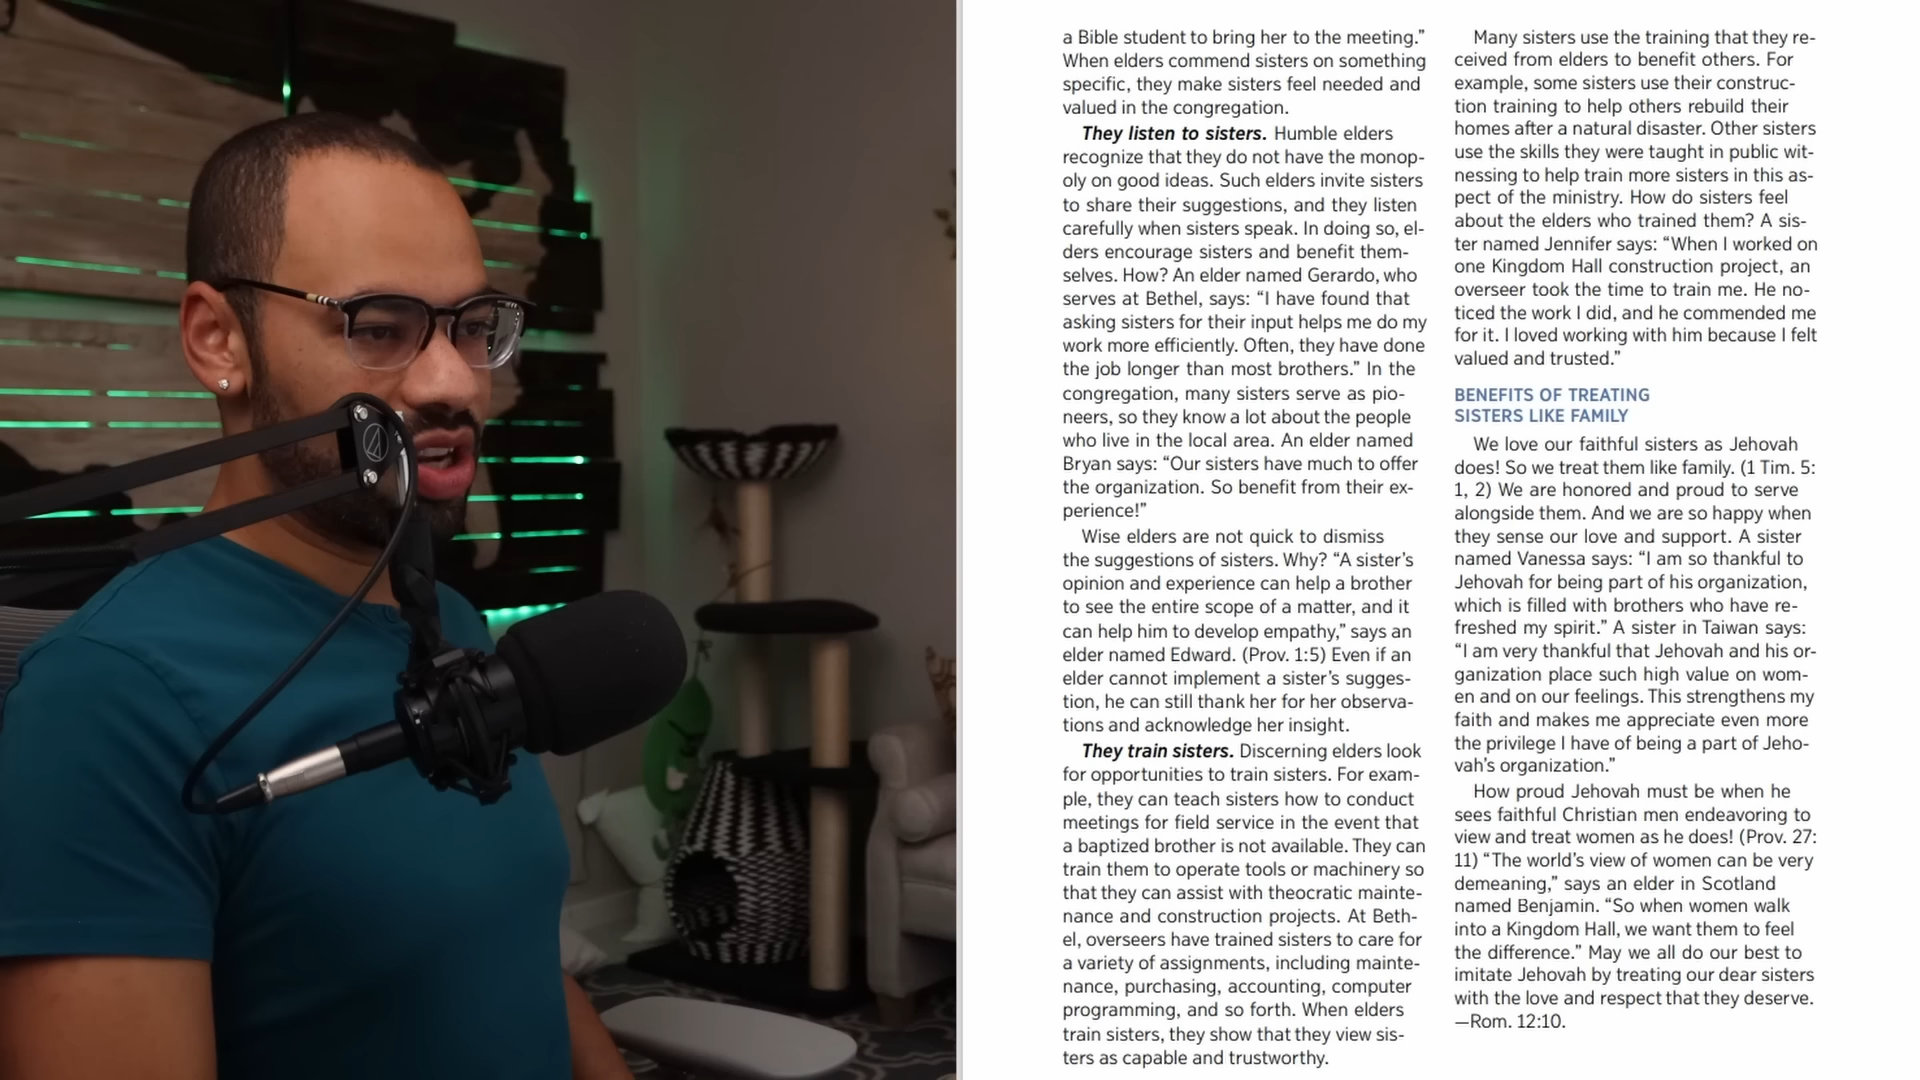 a Bible student to bring her to the meeting.”
When elders commend sisters on something
specific, they make sisters feel needed and
valued in the congregation.
They listen to sisters. Humble elders
recognize that they do not have the monop-
oly on good ideas. Such elders invite sisters
to share their suggestions, and they listen
carefully when sisters speak. In doing so, el-
ders encourage sisters and benefit them-
selves. How? An elder named Gerardo, who
serves at Bethel, says: “I have found that
asking sisters for their input helps me do my
work more efficiently. Often, they have done
the job longer than most brothers.” In the
congregation, many sisters serve as pio-
neers, so they know a lot about the people
who live in the local area. An elder named
Bryan says: “Our sisters have much to offer
the organization. So benefit from their ex-
perience!”
Wise elders are not quick to dismiss
the suggestions of sisters. Why? “A sister’s
opinion and experience can help a brother
to see the entire scope of a matter, and it
can help him to develop empathy,” says an
elder named Edward. (Prov. 1:5) Even if an
elder cannot implement a sister’s sugges-
tion, he can still thank her for her observa-
tions and acknowledge her insight.
They train sisters. Discerning elders look
for opportunities to train sisters. For exam-
ple, they can teach sisters how to conduct
meetings for field service in the event that
a baptized brother is not available. They can
train them to operate tools or machinery so
that they can assist with theocratic mainte-
nance and construction projects. At Beth-
el, overseers have trained sisters to care for
a variety of assignments, including mainte-
nance, purchasing, accounting, computer
programming, and so forth. When elders
train sisters, they show that they view sis-
ters as capable and trustworthy.
Many sisters use the training that they re-
ceived from elders to benefit others. For
example, some sisters use their construc-
tion training to help others rebuild their
homes after a natural disaster. Other sisters
use the skills they were taught in public wit-
nessing to help train more sisters in this as-
pect of the ministry. How do sisters feel
about the elders who trained them? A sis-
ter named Jennifer says: “When I worked on
one Kingdom Hall construction project, an
overseer took the time to train me. He no-
ticed the work I did, and he commended me
for it. I loved working with him because I felt
valued and trusted.”
BENEFITS OF TREATING
SISTERS LIKE FAMILY
We love our faithful sisters as Jehovah
does! So we treat them like family. (1 Tim. 5:
1, 2) We are honored and proud to serve
alongside them. And we are so happy when
they sense our love and support. A sister
named Vanessa says: “I am so thankful to
Jehovah for being part of his organization,
which is filled with brothers who have re-
freshed my spirit.” A sister in Taiwan says:
“I am very thankful that Jehovah and his or-
ganization place such high value on wom-
en and on our feelings. This strengthens my
faith and makes me appreciate even more
the privilege I have of being a part of Jeho-
vah’s organization.”
How proud Jehovah must be when he
sees faithful Christian men endeavoring to
view and treat women as he does! (Prov. 27:
11) “The world’s view of women can be very
demeaning,” says an elder in Scotland
named Benjamin. “So when women walk
into a Kingdom Hall, we want them to feel
the difference.” May we all do our best to
imitate Jehovah by treating our dear sisters
with the love and respect that they deserve.
—Rom. 12:10.